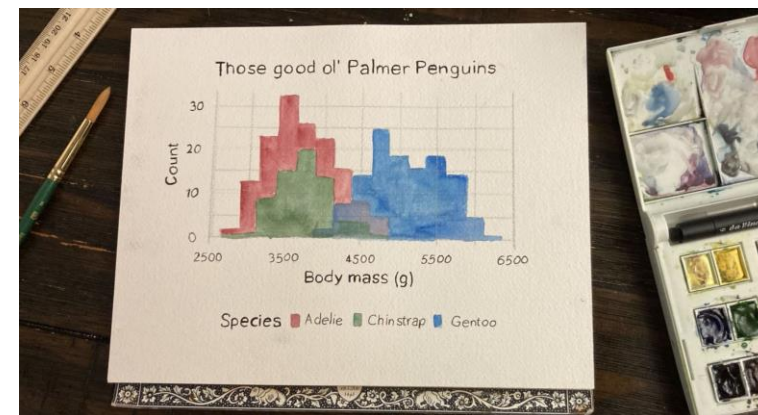 Those good ol' Palmer Penguins
30
20
10
0
Count
2500 3500 4500 5500 6500
Body mass (g)
Species Adelie Chinstrap Gentoo